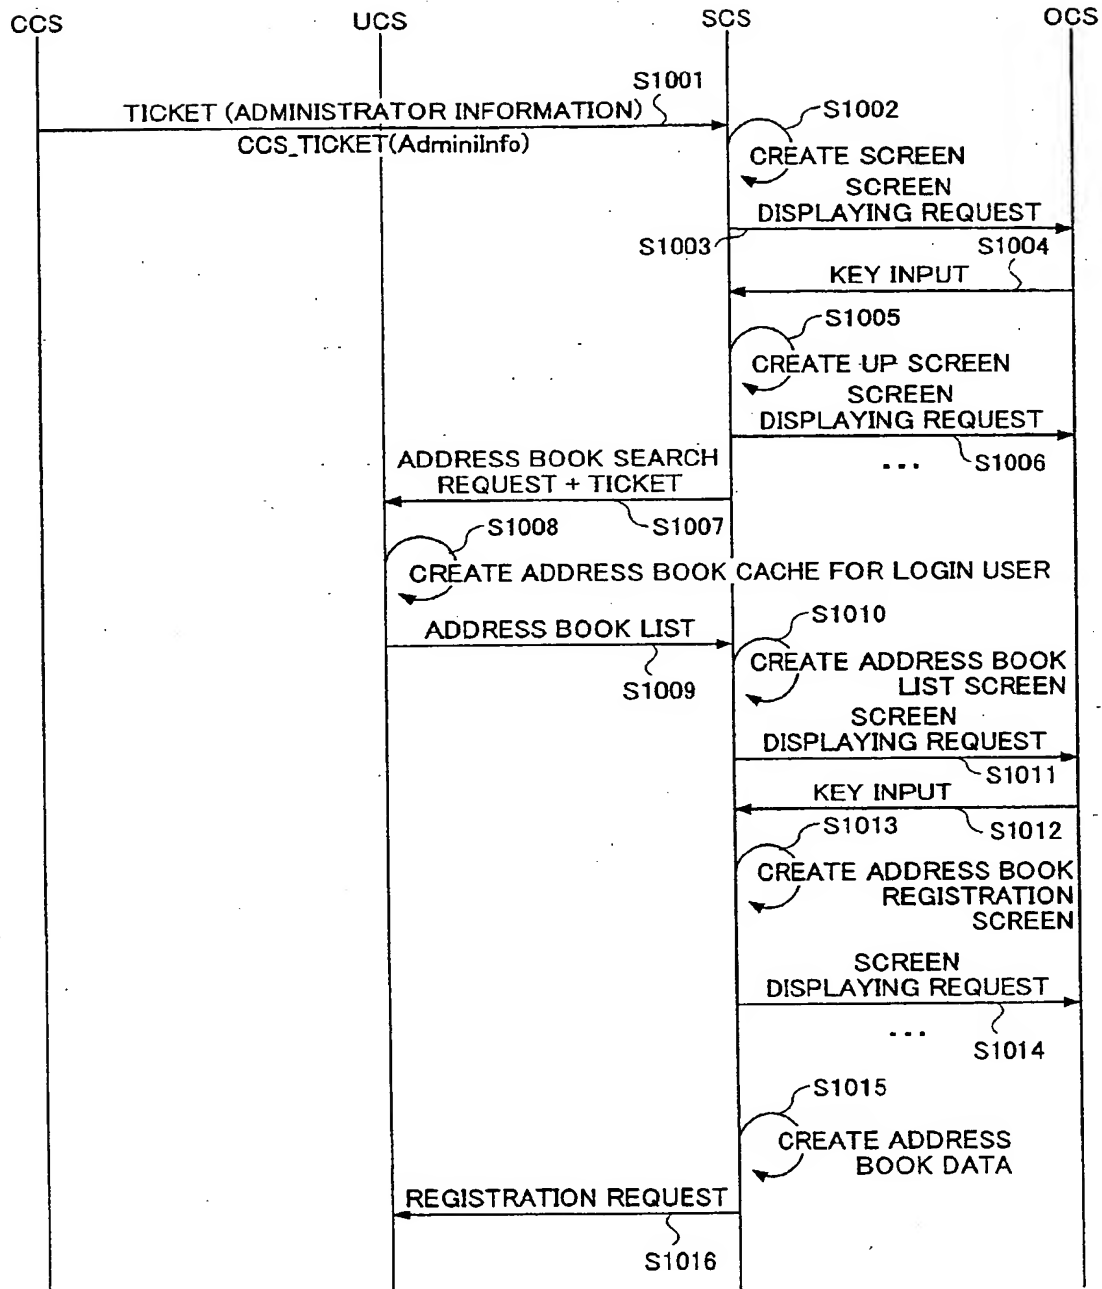 CCS
UCS
SCS
OCS
S1001
TICKET (ADMINISTRATOR INFORMATION)
CCS_TICKET(AdminiInfo)
S1002
CREATE SCREEN
SCREEN
DISPLAYING REQUEST
S1003
S1004
KEY INPUT
S1005
CREATE UP SCREEN
SCREEN
DISPLAYING REQUEST
S1006
...
ADDRESS BOOK SEARCH
REQUEST + TICKET
S1007
S1008
CREATE ADDRESS BOOK CACHE FOR LOGIN USER
ADDRESS BOOK LIST
S1009
S1010
CREATE ADDRESS BOOK
LIST SCREEN
SCREEN
DISPLAYING REQUEST
S1011
KEY INPUT
S1012
S1013
CREATE ADDRESS BOOK
REGISTRATION
SCREEN
SCREEN
DISPLAYING REQUEST
...
S1014
S1015
CREATE ADDRESS
BOOK DATA
REGISTRATION REQUEST
S1016